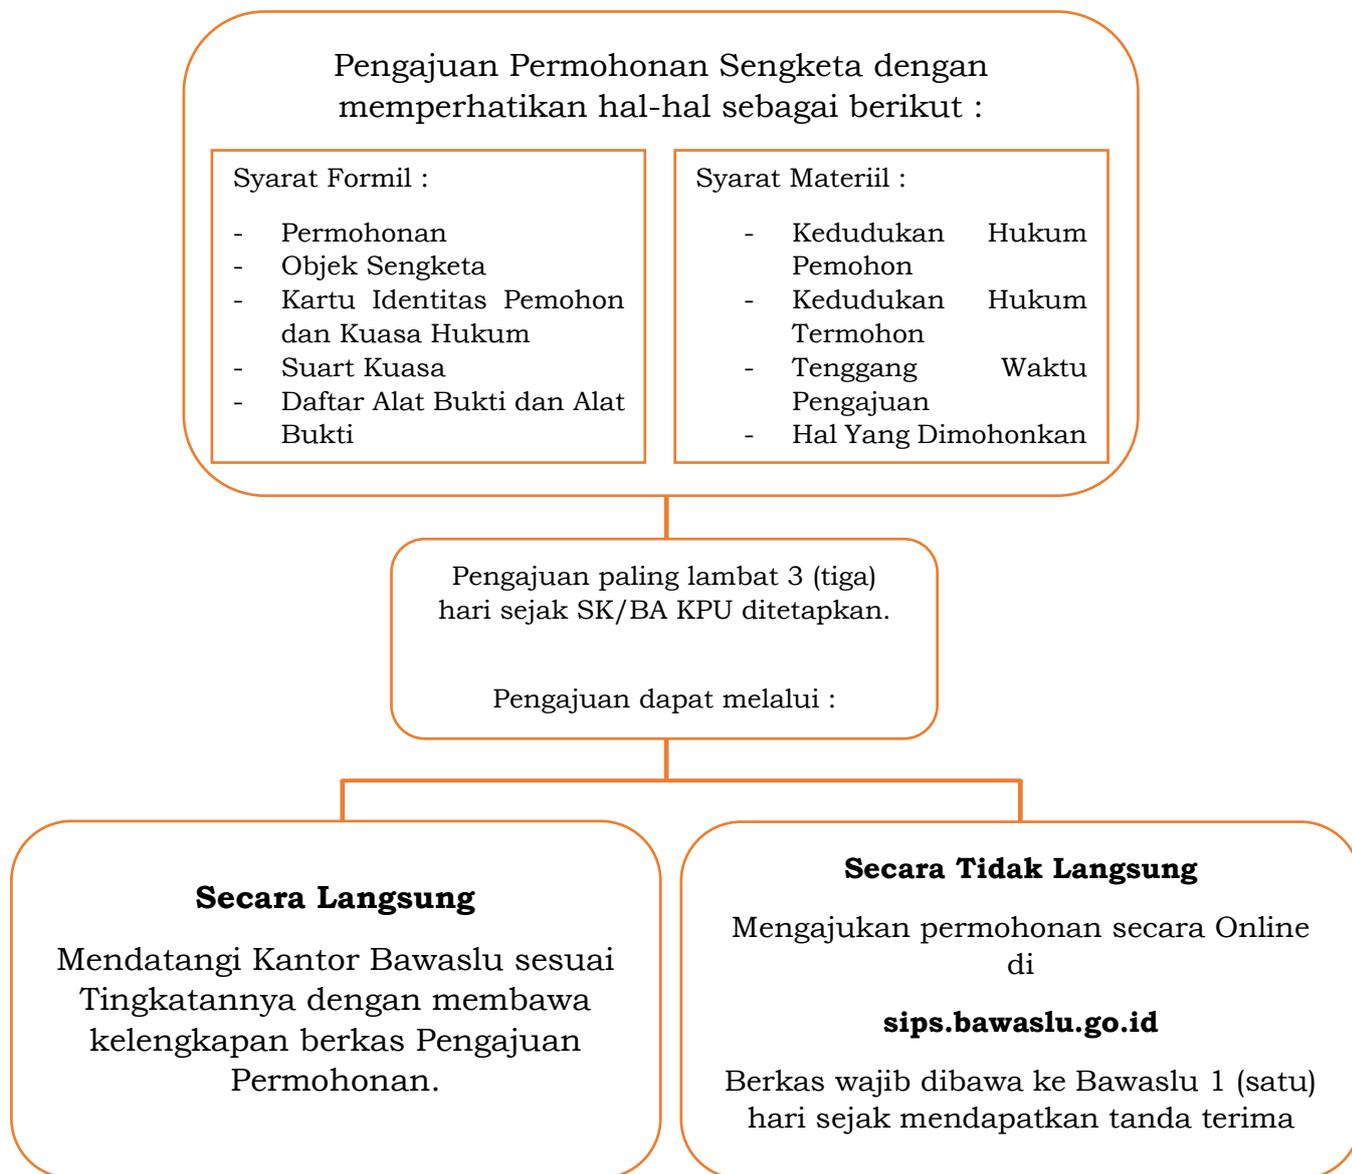 Pengajuan Permohonan Sengketa dengan
memperhatikan hal-hal sebagai berikut :
Syarat Formil :
- Permohonan
- Objek Sengketa
- Kartu Identitas Pemohon
dan Kuasa Hukum
- Suart Kuasa
- Daftar Alat Bukti dan Alat
Bukti
Syarat Materiil :
- Kedudukan Hukum
Pemohon
- Kedudukan Hukum
Termohon
- Tenggang Waktu
Pengajuan
- Hal Yang Dimohonkan
Pengajuan paling lambat 3 (tiga)
hari sejak SK/BA KPU ditetapkan.
Pengajuan dapat melalui :
Secara Langsung
Mendatangi Kantor Bawaslu sesuai
Tingkatannya dengan membawa
kelengkapan berkas Pengajuan
Permohonan.
Secara Tidak Langsung
Mengajukan permohonan secara Online
di
sips.bawaslu.go.id
Berkas wajib dibawa ke Bawaslu 1 (satu)
hari sejak mendapatkan tanda terima